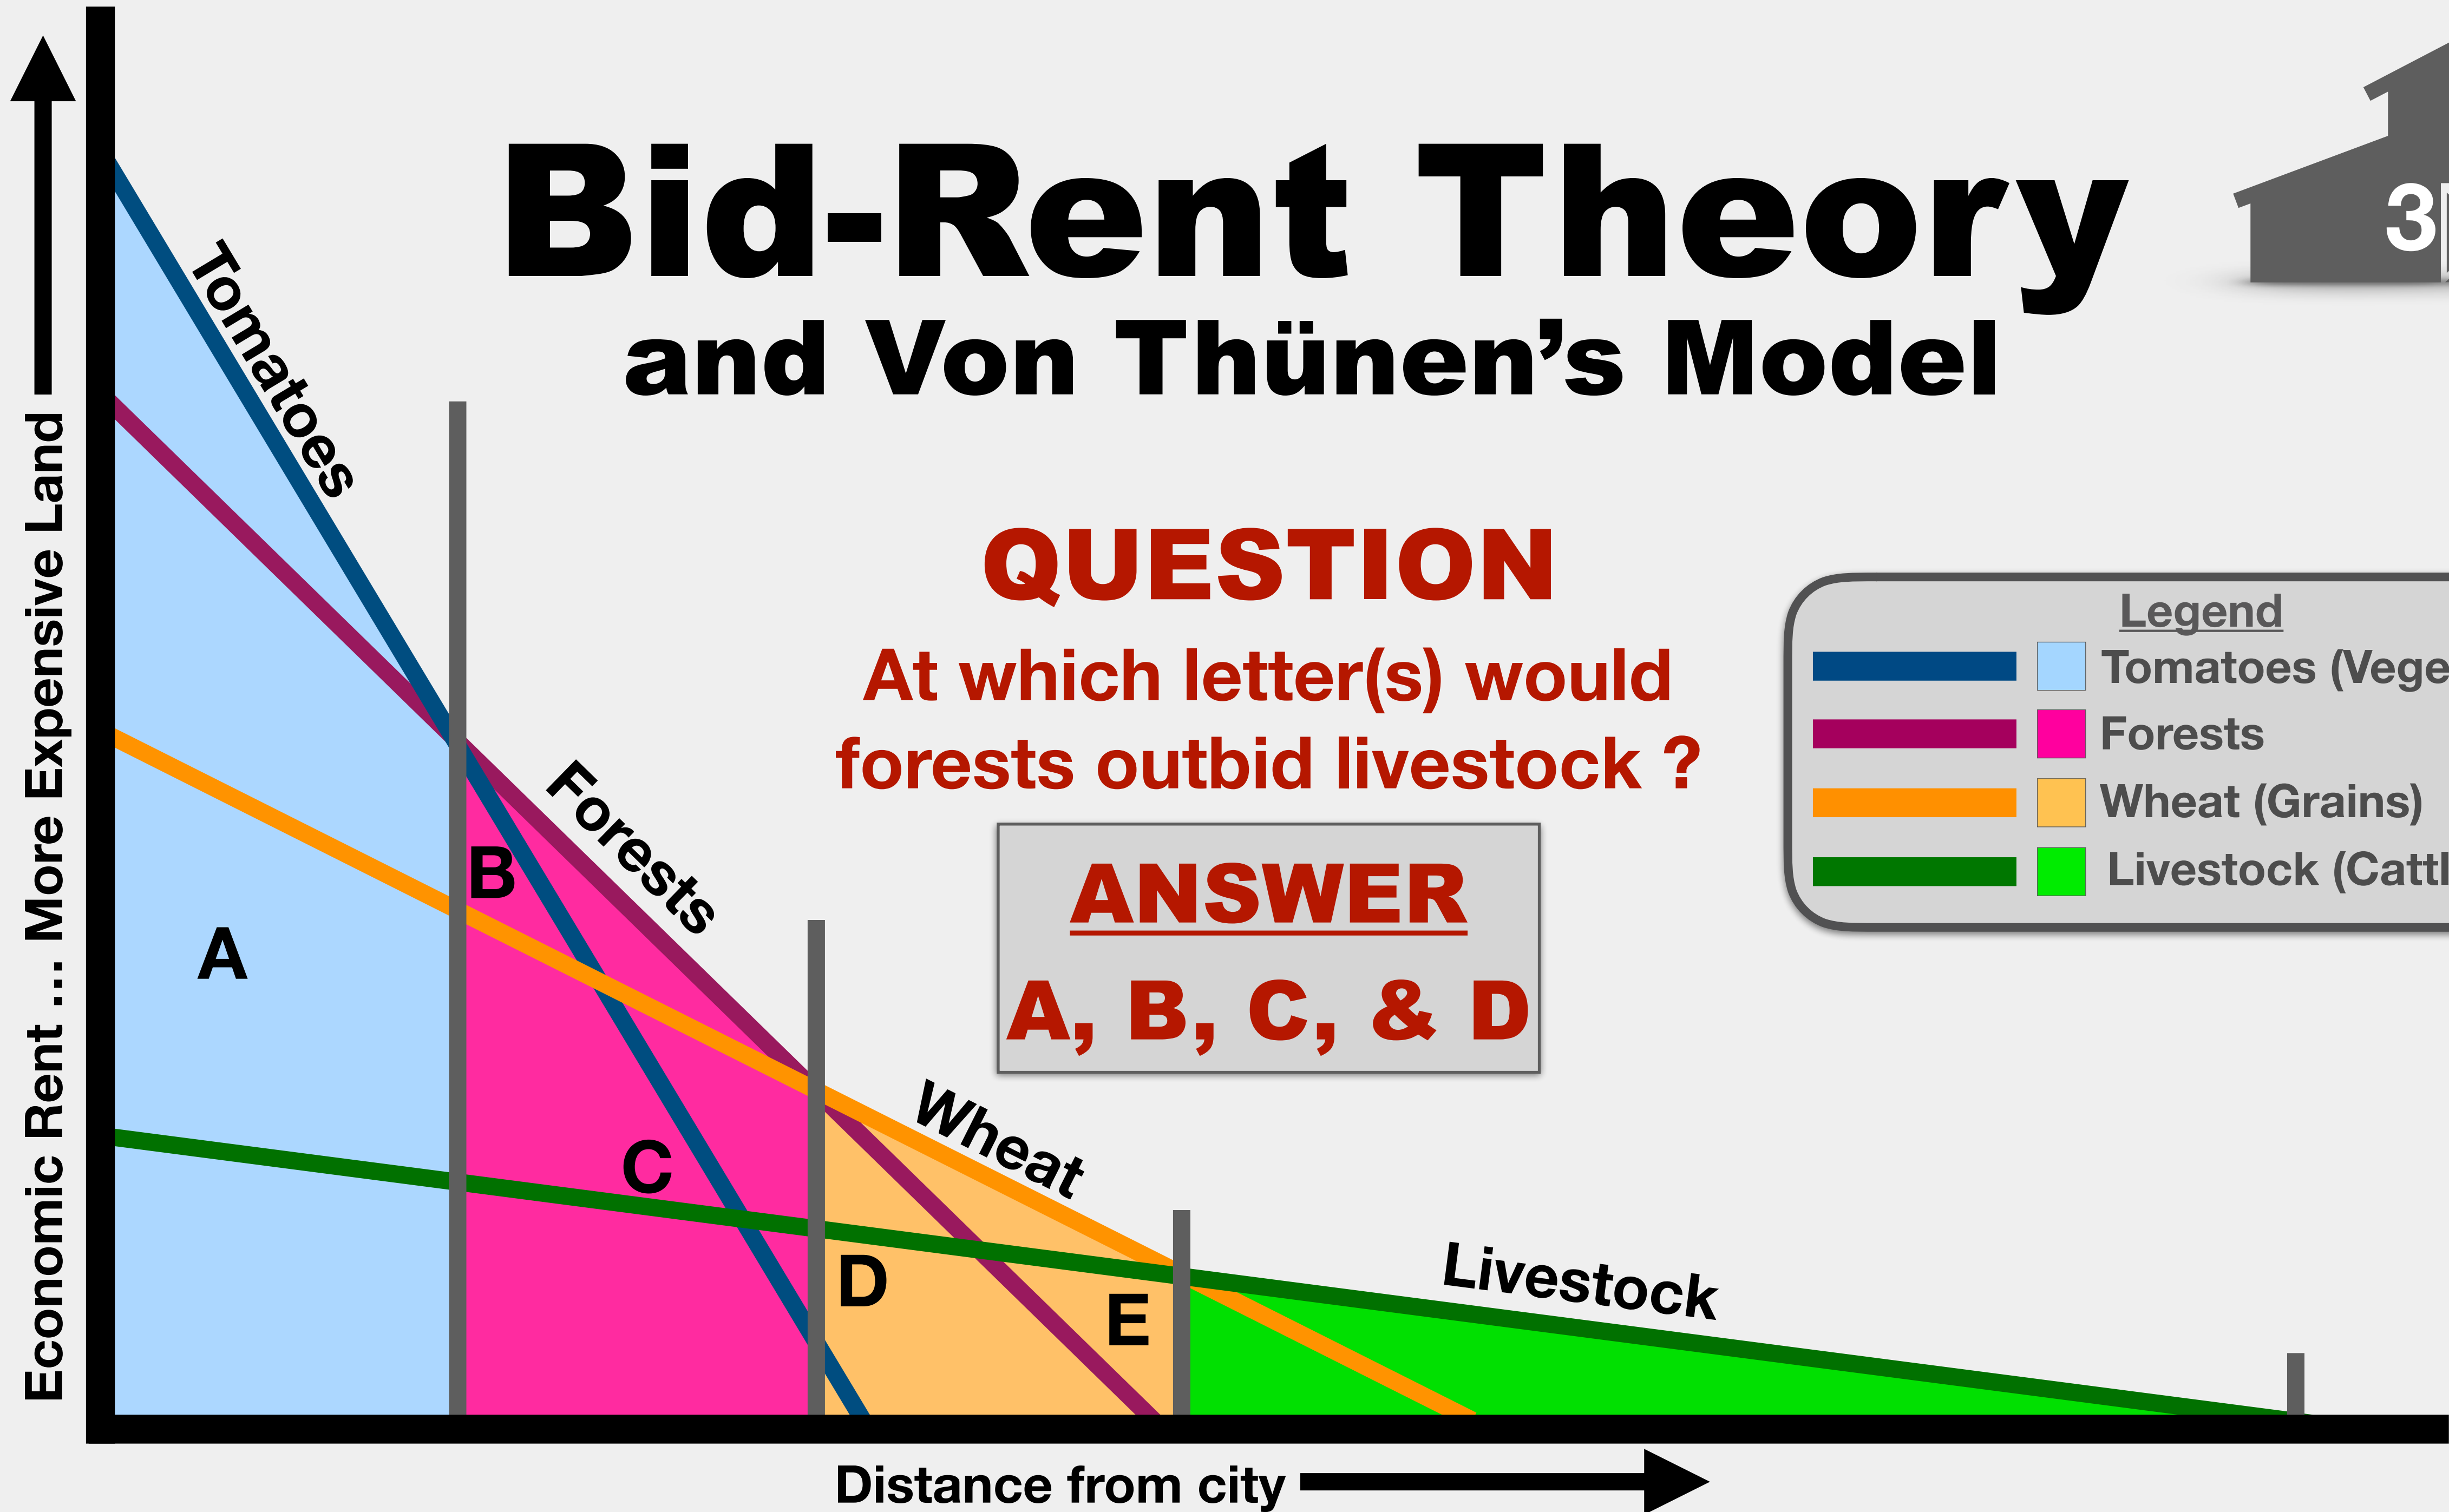 Bid-Rent Theory
and Von Thünen’s Model
3
Economic Rent ... More Expensive Land
Tomatoes
Forests
Wheat
Livestock
A
B
C
D
E
QUESTION
At which letter(s) would
forests outbid livestock ?
ANSWER
A, B, C, & D
Legend
Tomatoes (Vege
Forests
Wheat (Grains)
Livestock (Cattl
Distance from city